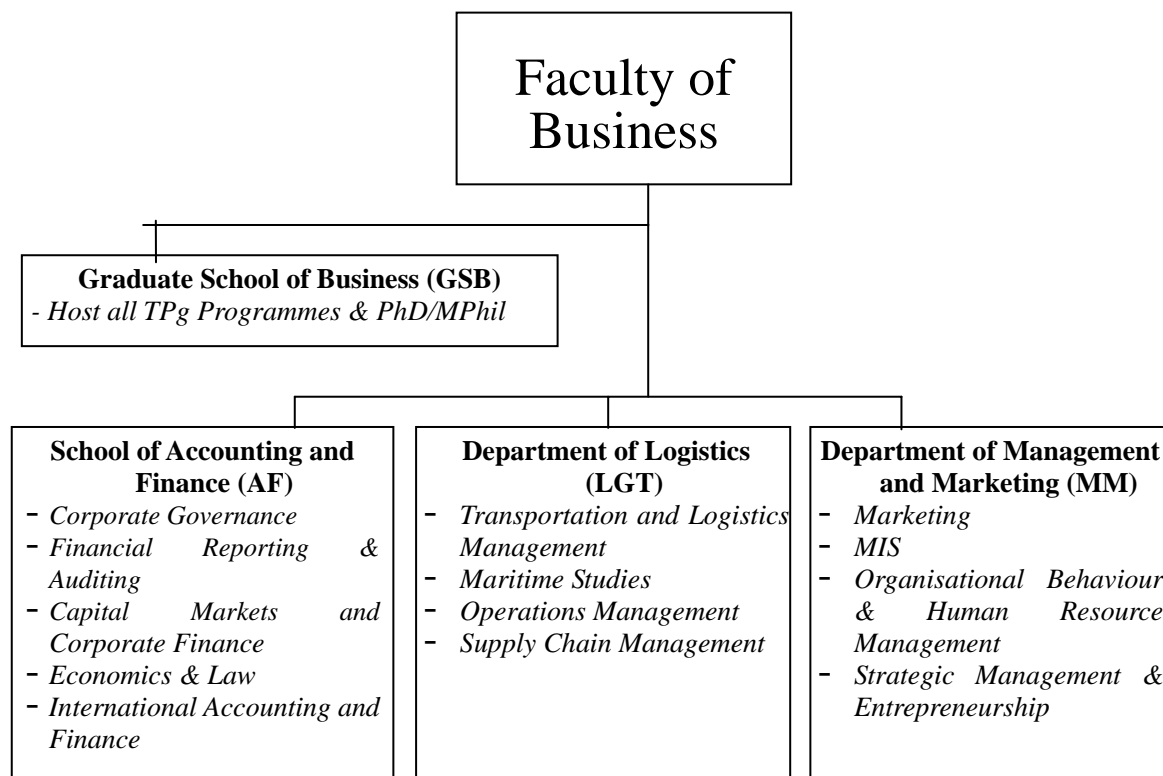 Faculty of
Business
Graduate School of Business (GSB)
- Host all TPg Programmes & PhD/MPhil
School of Accounting and
Finance (AF)
- Corporate Governance
- Financial Reporting &
Auditing
- Capital Markets and
Corporate Finance
- Economics & Law
- International Accounting and
Finance
Department of Logistics
(LGT)
- Transportation and Logistics
Management
- Maritime Studies
- Operations Management
- Supply Chain Management
Department of Management
and Marketing (MM)
- Marketing
- MIS
- Organisational Behaviour
& Human Resource
Management
- Strategic Management &
Entrepreneurship